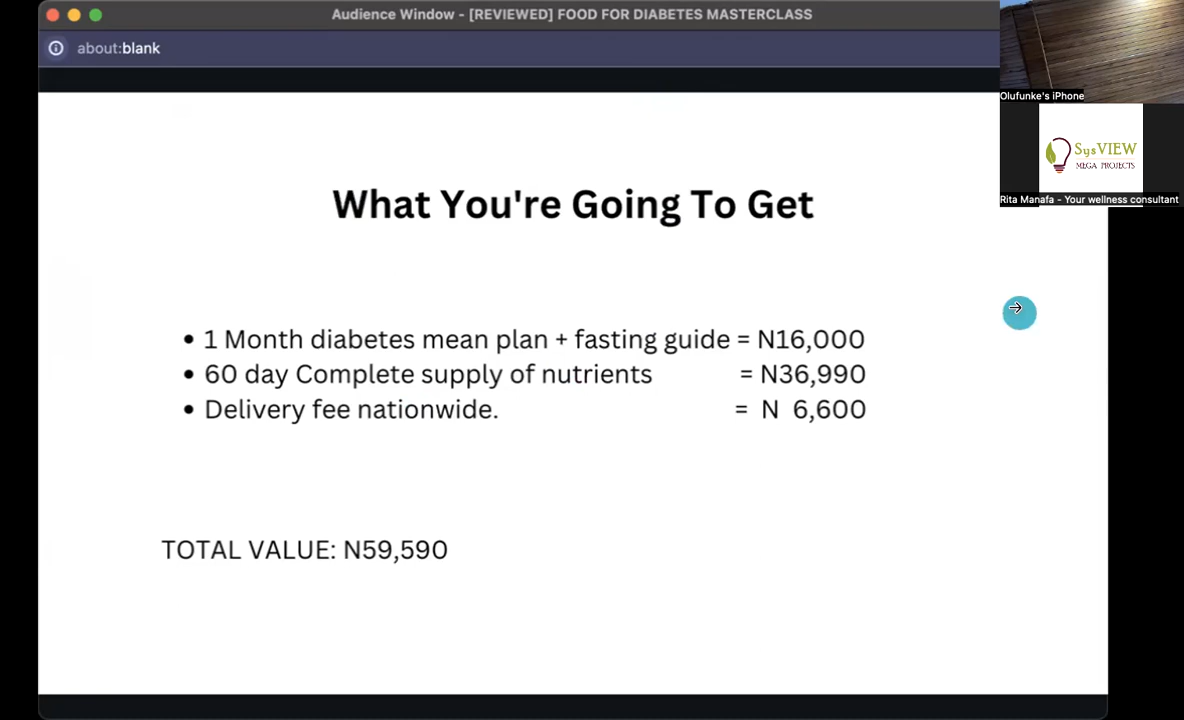 Audience Window - [REVIEWED] FOOD FOR DIABETES MASTERCLASS
about:blank
Olufunke's iPhone
SysVIEW
MEGA PROJECTS
Rita Manafa - Your wellness consultant
What You're Going To Get
• 1 Month diabetes mean plan + fasting guide = N16,000
• 60 day Complete supply of nutrients = N36,990
• Delivery fee nationwide. = N 6,600
TOTAL VALUE: N59,590